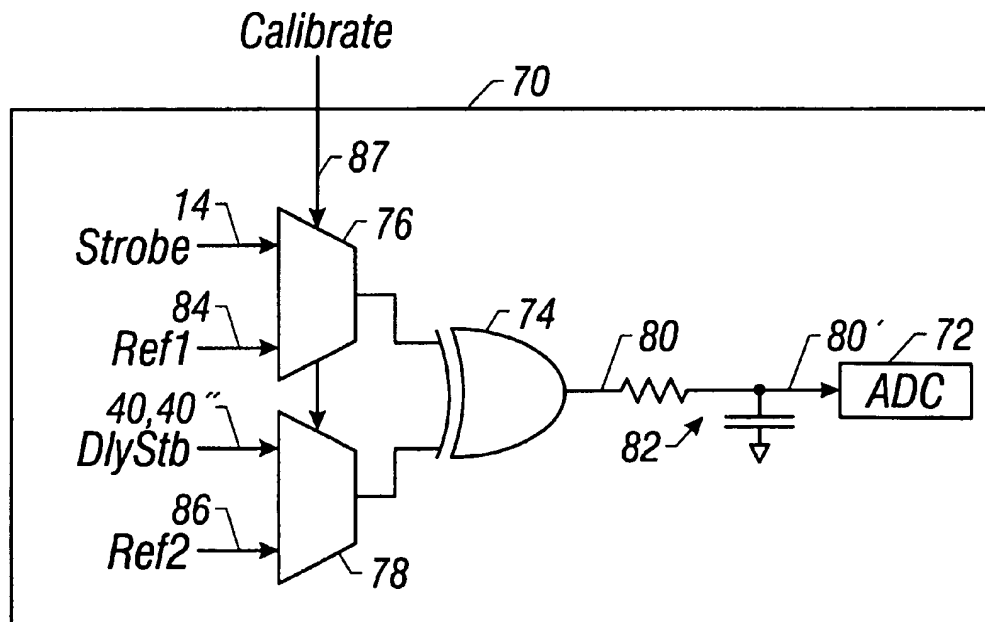 Calibrate
70
87
14
76
Strobe
84
74
Ref1
80
80´
72
ADC
40,40˝
DlyStb
82
86
Ref2
78